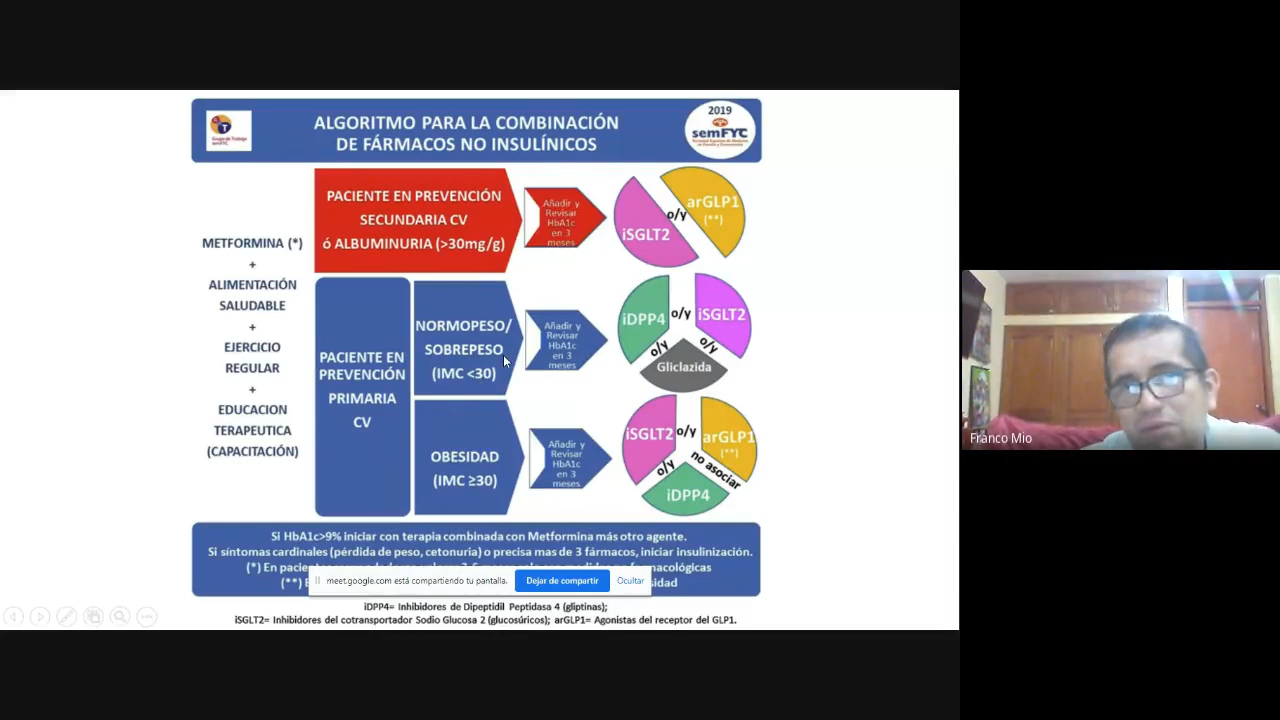 2019
semFYC
ALGORITMO PARA LA COMBINACIÓN
DE FÁRMACOS NO INSULÍNICOS
METFORMINA (*)
+
ALIMENTACIÓN
SALUDABLE
+
EJERCICIO
REGULAR
+
EDUCACION
TERAPEUTICA
(CAPACITACIÓN)
PACIENTE EN PREVENCIÓN
SECUNDARIA CV
ó ALBUMINURIA (>30mg/g)
Añadir y
Revisar
HbA1c
en 3
meses
iSGLT2
o/y
arGLP1
(**)
PACIENTE EN
PREVENCIÓN
PRIMARIA
CV
NORMOPESO/
SOBREPESO
(IMC <30)
Añadir y
Revisar
HbA1c
en 3
meses
iDPP4
o/y
iSGLT2
o/y
o/y
Gliclazida
OBESIDAD
(IMC ≥30)
Añadir y
Revisar
HbA1c
en 3
meses
iSGLT2
o/y
arGLP1
(**)
o/y
no asociar
iDPP4
Si HbA1c>9% iniciar con terapia combinada con Metformina más otro agente.
Si síntomas cardinales (pérdida de peso, cetonuria) o precisa mas de 3 fármacos, iniciar insulinización.
(*) En
(**)
meet.google.com está compartiendo tu pantalla.
Dejar de compartir
Ocultar
iDPP4= Inhibidores de Dipeptidil Peptidasa 4 (gliptinas);
iSGLT2= Inhibidores del cotransportador Sodio Glucosa 2 (glucosúricos); arGLP1= Agonistas del receptor del GLP1.
Franco Mio